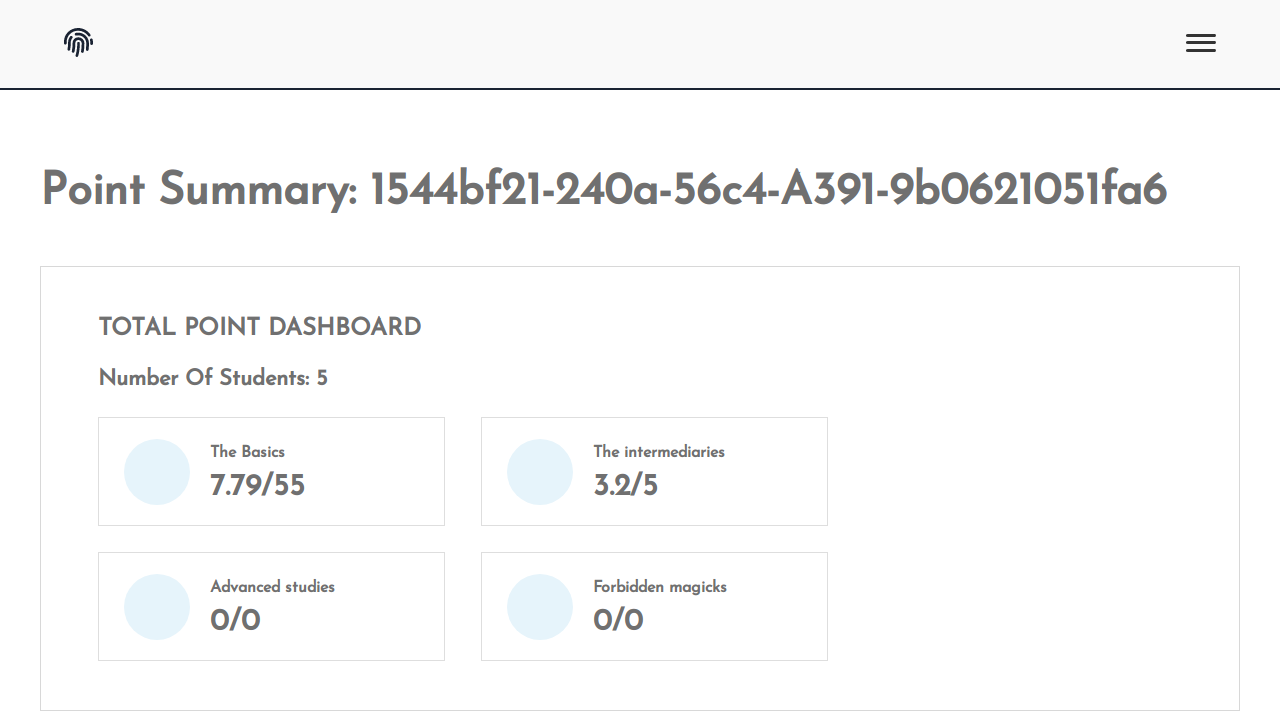 Point Summary: 1544bf21-240a-56c4-A391-9b0621051fa6
TOTAL POINT DASHBOARD
Number Of Students: 5
The Basics
7.79/55
The intermediaries
3.2/5
Advanced studies
0/0
Forbidden magicks
0/0